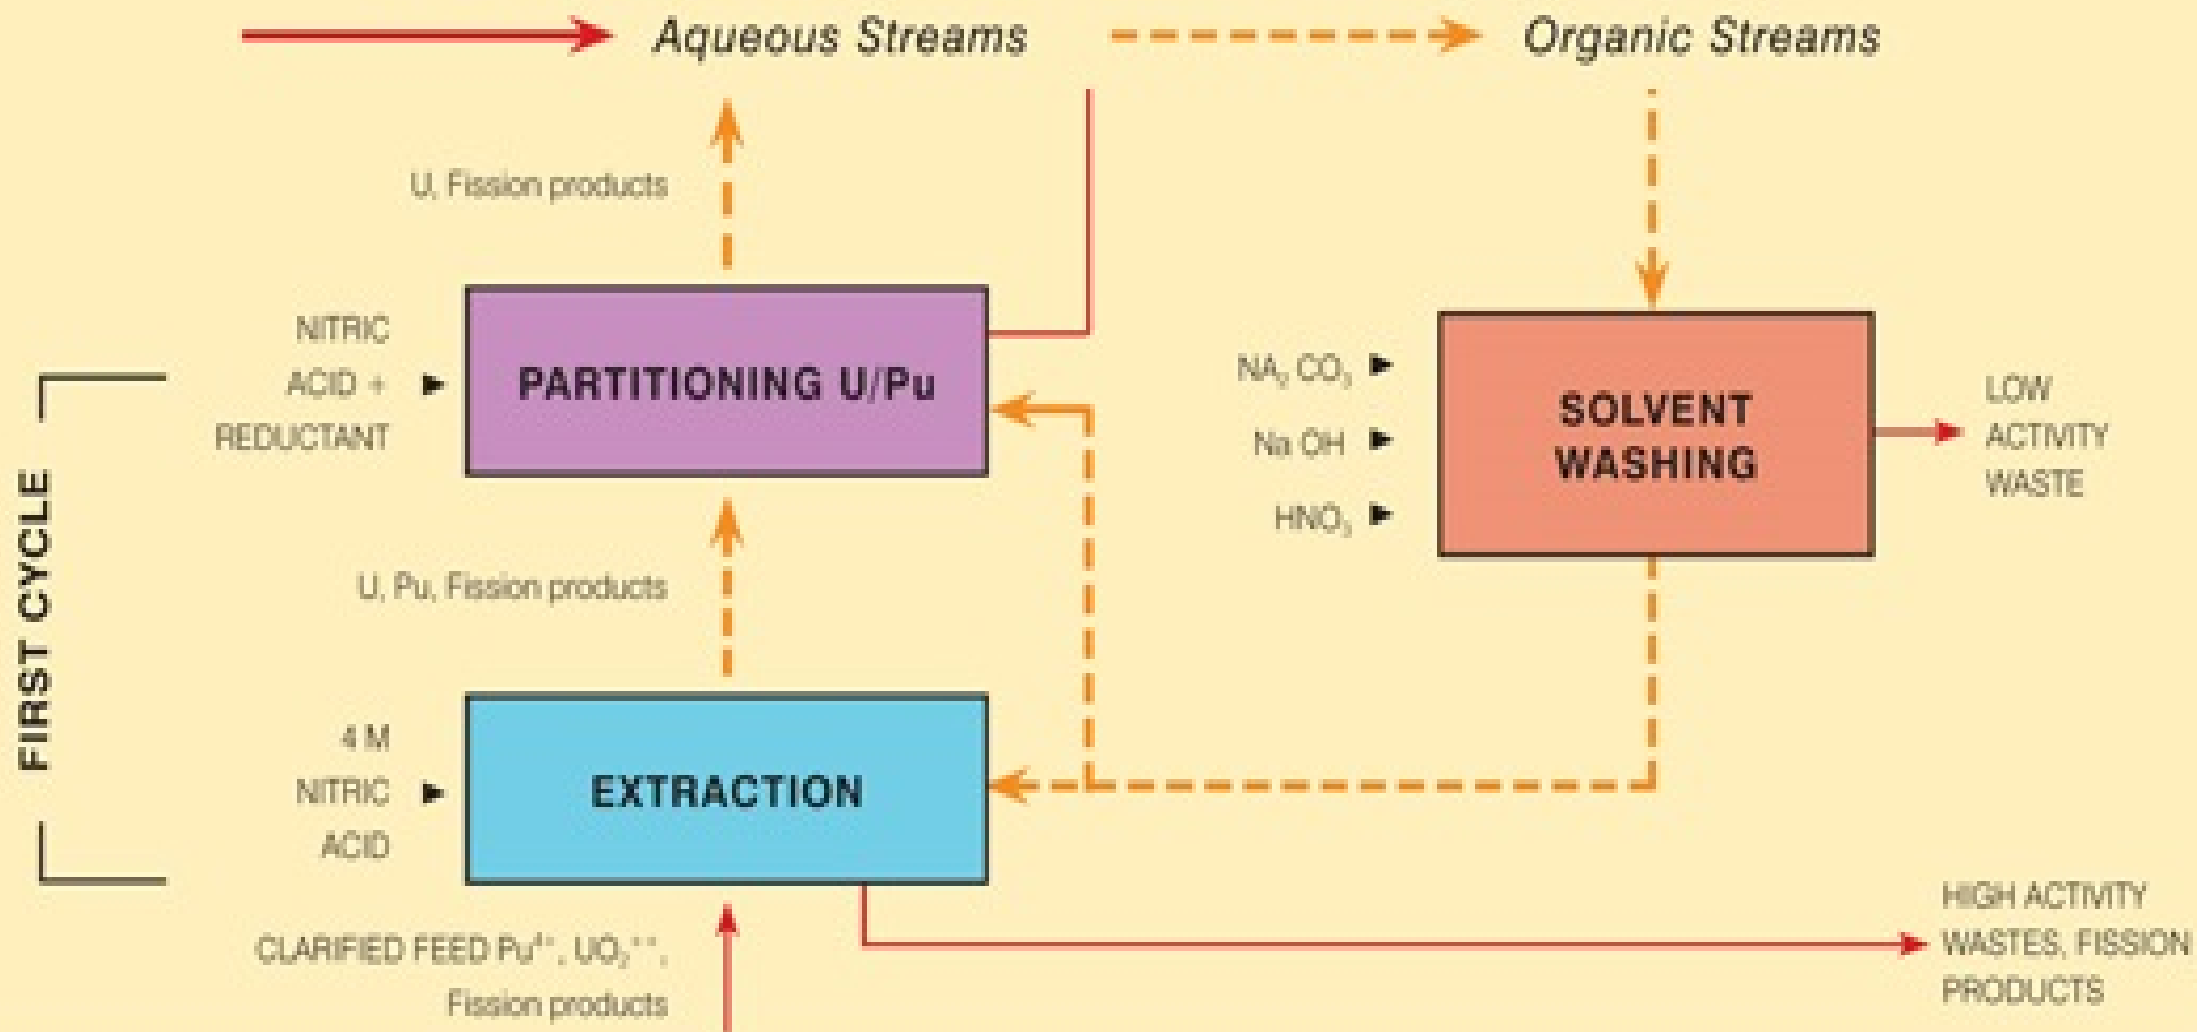 Aqueous Streams
Organic Streams
U, Fission products
NITRIC
ACID +
REDUCTANT
PARTITIONING U/Pu
NA₂ CO₃
Na OH
HNO₃
SOLVENT
WASHING
LOW
ACTIVITY
WASTE
FIRST CYCLE
U, Pu, Fission products
4 M
NITRIC
ACID
EXTRACTION
CLARIFIED FEED Pu⁴⁺, UO₂⁺⁺,
Fission products
HIGH ACTIVITY
WASTES, FISSION
PRODUCTS